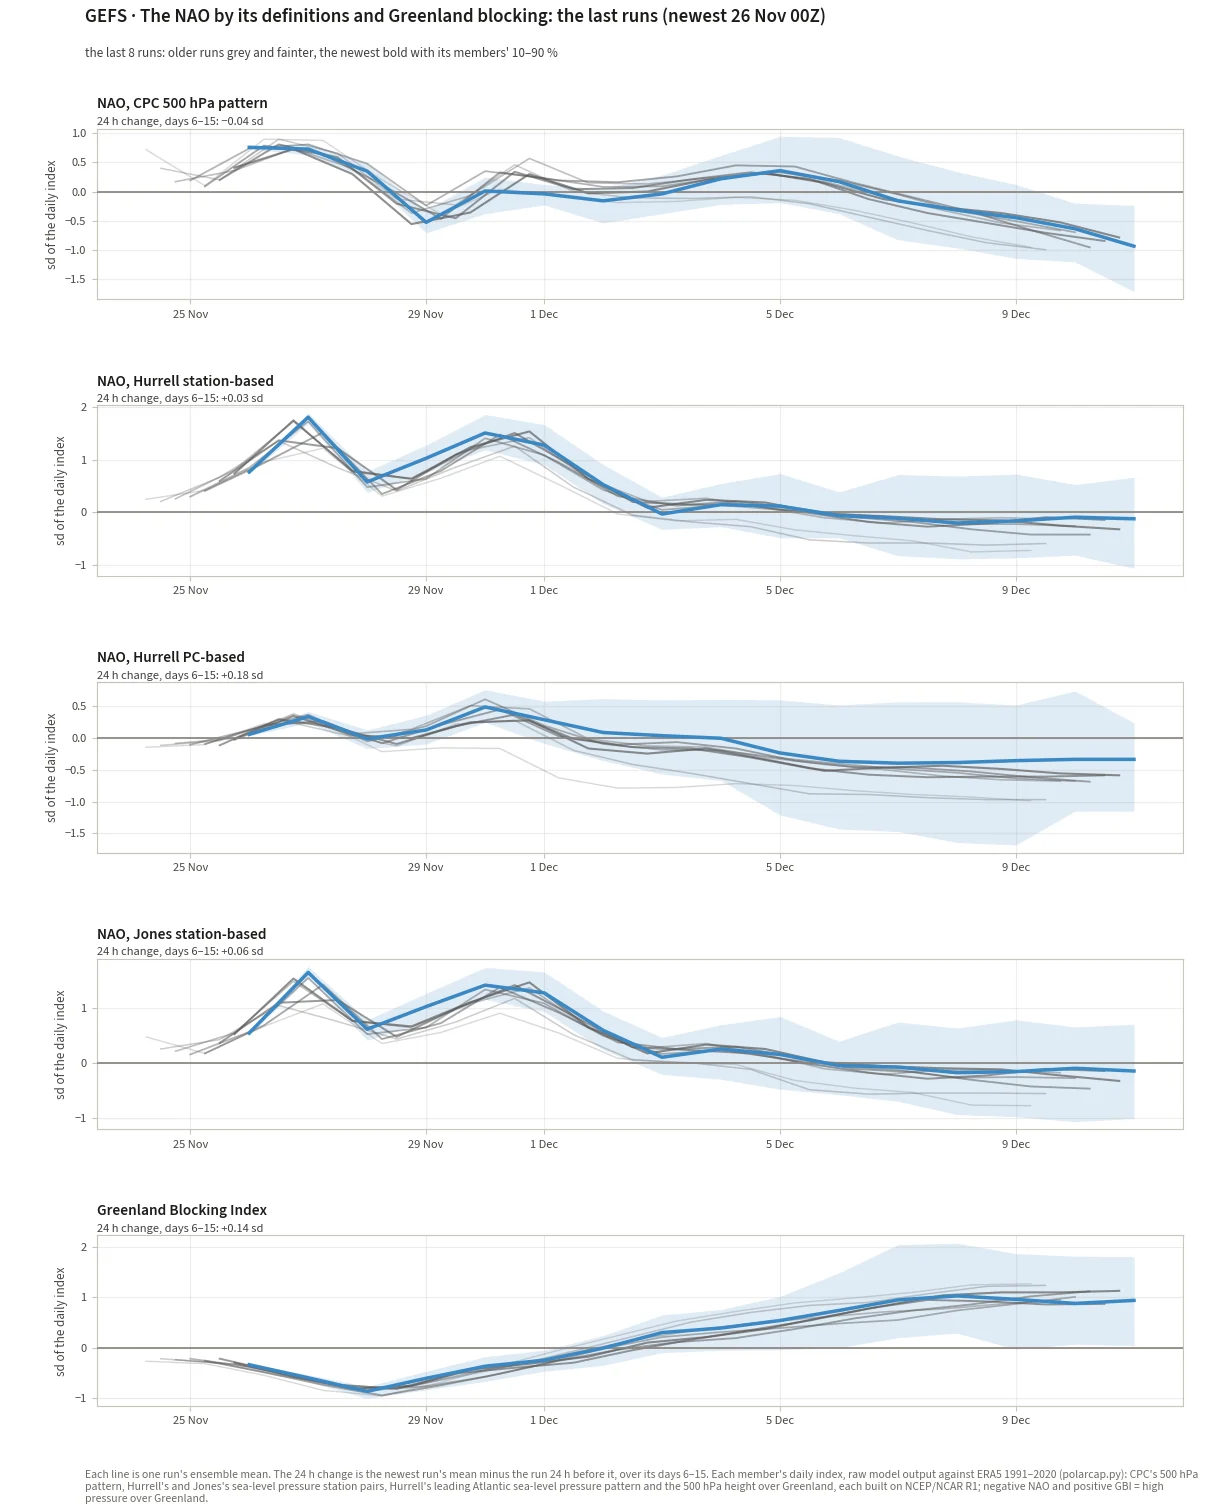 GEFS · The NAO by its definitions and Greenland blocking: the last runs (newest 26 Nov 00Z)
the last 8 runs: older runs grey and fainter, the newest bold with its members' 10–90 %
NAO, CPC 500 hPa pattern
24 h change, days 6–15: −0.04 sd
sd of the daily index
1.0
0.5
0.0
−0.5
−1.0
−1.5
25 Nov
29 Nov
1 Dec
5 Dec
9 Dec
NAO, Hurrell station-based
24 h change, days 6–15: +0.03 sd
sd of the daily index
2
1
0
−1
25 Nov
29 Nov
1 Dec
5 Dec
9 Dec
NAO, Hurrell PC-based
24 h change, days 6–15: +0.18 sd
sd of the daily index
0.5
0.0
−0.5
−1.0
−1.5
25 Nov
29 Nov
1 Dec
5 Dec
9 Dec
NAO, Jones station-based
24 h change, days 6–15: +0.06 sd
sd of the daily index
1
0
−1
25 Nov
29 Nov
1 Dec
5 Dec
9 Dec
Greenland Blocking Index
24 h change, days 6–15: +0.14 sd
sd of the daily index
2
1
0
−1
25 Nov
29 Nov
1 Dec
5 Dec
9 Dec
Each line is one run's ensemble mean. The 24 h change is the newest run's mean minus the run 24 h before it, over its days 6–15. Each member's daily index, raw model output against ERA5 1991–2020 (polarcap.py): CPC's 500 hPa
pattern, Hurrell's and Jones's sea-level pressure station pairs, Hurrell's leading Atlantic sea-level pressure pattern and the 500 hPa height over Greenland, each built on NCEP/NCAR R1; negative NAO and positive GBI = high
pressure over Greenland.